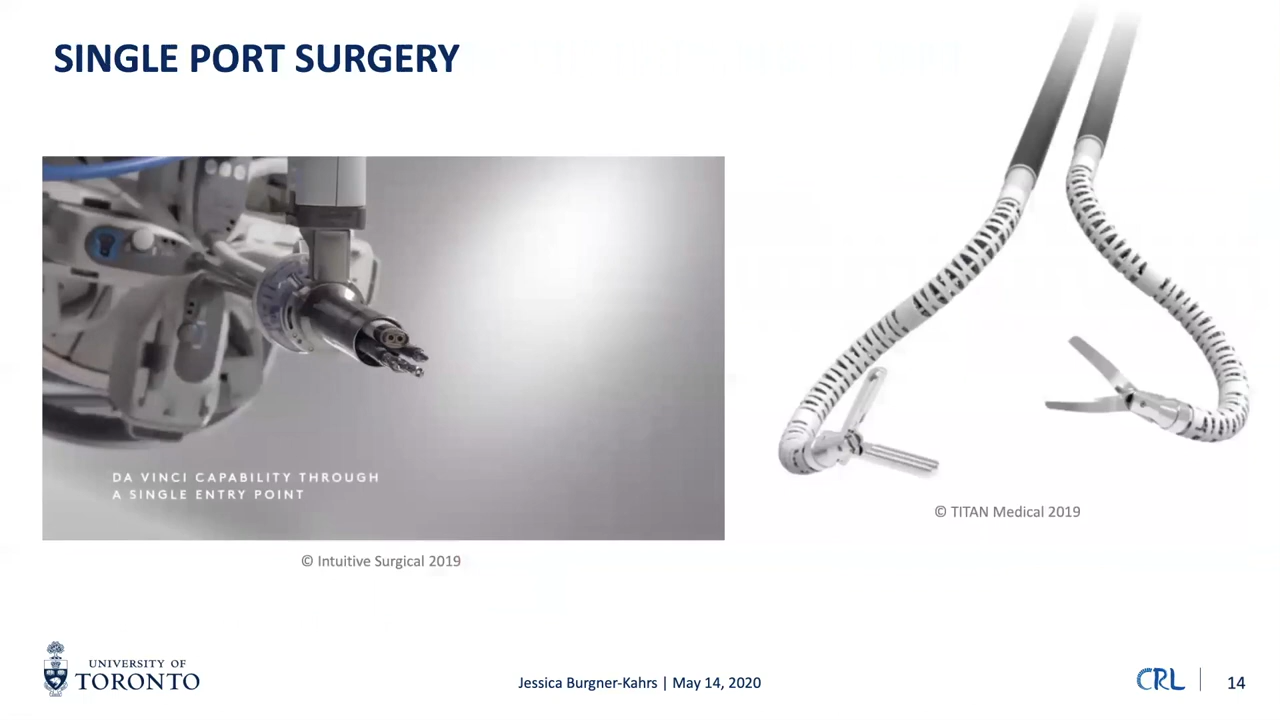 SINGLE PORT SURGERY
DA VINCI CAPABILITY THROUGH
A SINGLE ENTRY POINT
© TITAN Medical 2019
© Intuitive Surgical 2019
UNIVERSITY OF
TORONTO
Jessica Burgner-Kahrs | May 14, 2020
CRL
14